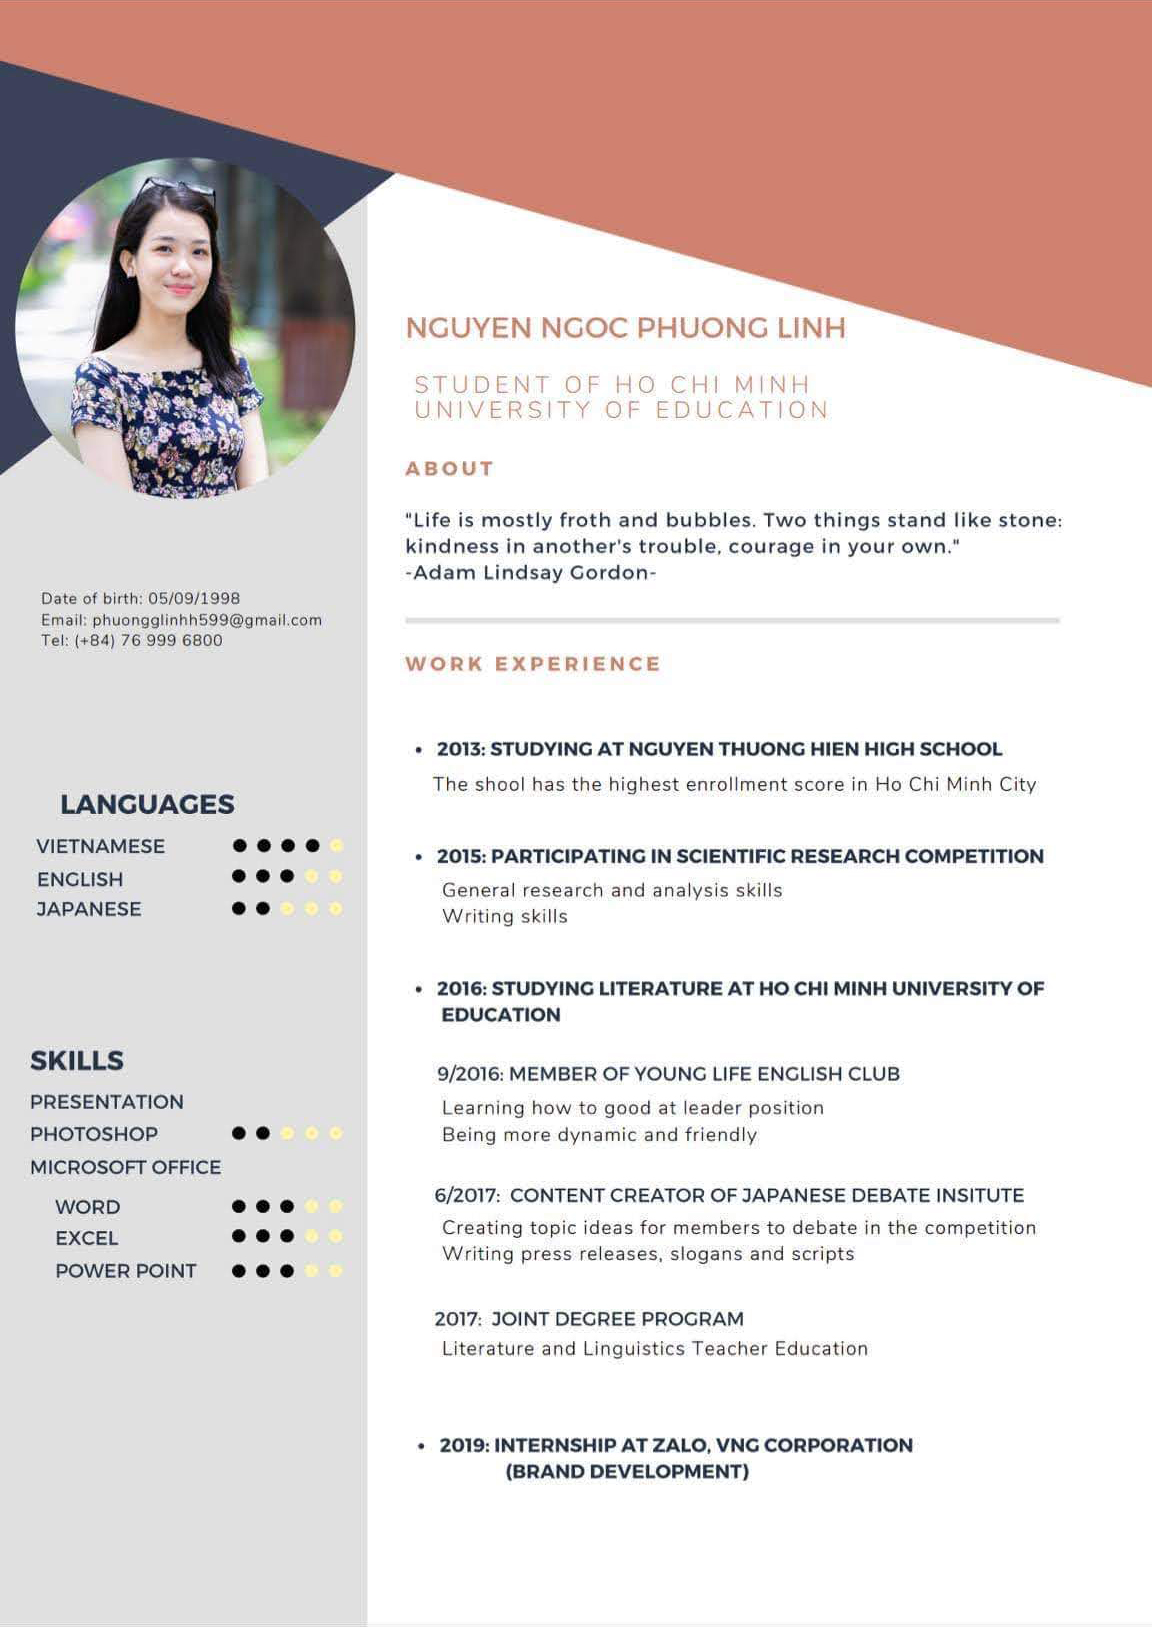 NGUYEN NGOC PHUONG LINH
STUDENT OF HO CHI MINH
UNIVERSITY OF EDUCATION
ABOUT
"Life is mostly froth and bubbles. Two things stand like stone:
kindness in another's trouble, courage in your own."
-Adam Lindsay Gordon-
Date of birth: 05/09/1998
Email: phuongglinhh599@gmail.com
Tel: (+84) 76 999 6800
LANGUAGES
VIETNAMESE
ENGLISH
JAPANESE
SKILLS
PRESENTATION
PHOTOSHOP
MICROSOFT OFFICE
WORD
EXCEL
POWER POINT
WORK EXPERIENCE
• 2013: STUDYING AT NGUYEN THUONG HIEN HIGH SCHOOL
The shool has the highest enrollment score in Ho Chi Minh City
• 2015: PARTICIPATING IN SCIENTIFIC RESEARCH COMPETITION
General research and analysis skills
Writing skills
• 2016: STUDYING LITERATURE AT HO CHI MINH UNIVERSITY OF
EDUCATION
9/2016: MEMBER OF YOUNG LIFE ENGLISH CLUB
Learning how to good at leader position
Being more dynamic and friendly
6/2017: CONTENT CREATOR OF JAPANESE DEBATE INSITUTE
Creating topic ideas for members to debate in the competition
Writing press releases, slogans and scripts
2017: JOINT DEGREE PROGRAM
Literature and Linguistics Teacher Education
• 2019: INTERNSHIP AT ZALO, VNG CORPORATION
(BRAND DEVELOPMENT)